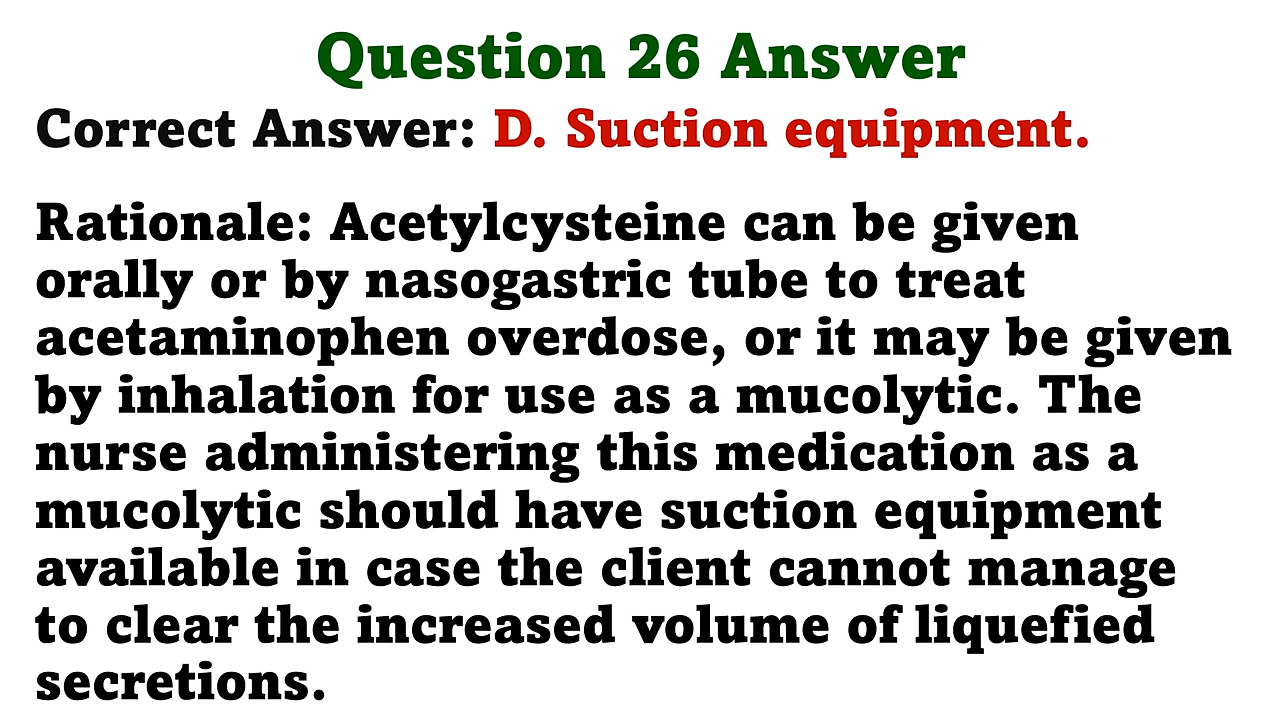 Question 26 Answer
Correct Answer: D. Suction equipment.
Rationale: Acetylcysteine can be given
orally or by nasogastric tube to treat
acetaminophen overdose, or it may be given
by inhalation for use as a mucolytic. The
nurse administering this medication as a
mucolytic should have suction equipment
available in case the client cannot manage
to clear the increased volume of liquefied
secretions.